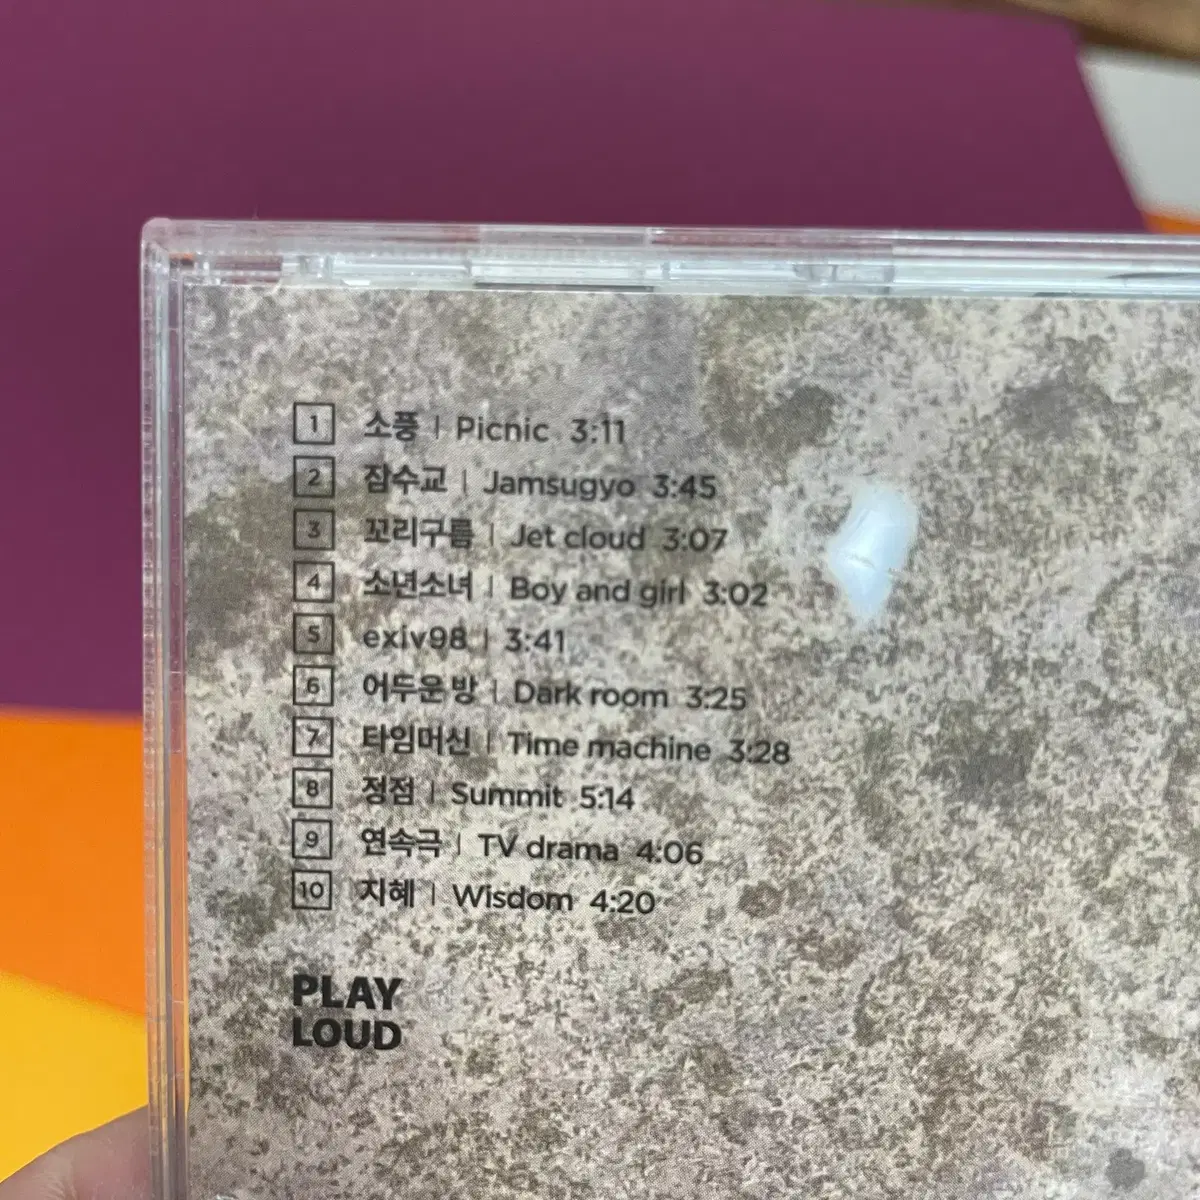 1 소풍 | Picnic 3:11
2 잠수교 | Jamsugyo 3:45
3 꼬리구름 | Jet cloud 3:07
4 소년소녀 | Boy and girl 3:02
5 exiv98 | 3:41
6 어두운 방 | Dark room 3:25
7 타임머신 | Time machine 3:28
8 정점 | Summit 5:14
9 연속극 | TV drama 4:06
10 지혜 | Wisdom 4:20
PLAY
LOUD